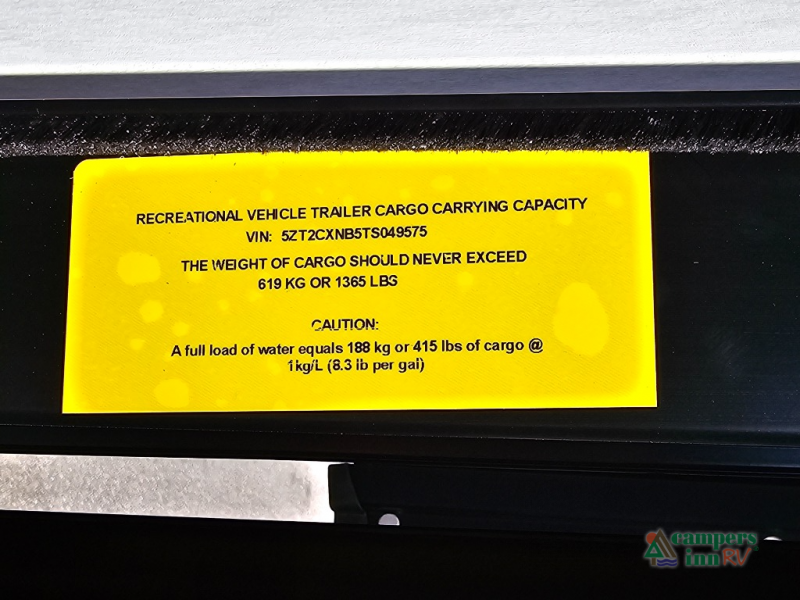 RECREATIONAL VEHICLE TRAILER CARGO CARRYING CAPACITY
VIN: 5ZT2CXNB5TS049575
THE WEIGHT OF CARGO SHOULD NEVER EXCEED
619 KG OR 1365 LBS
CAUTION:
A full load of water equals 188 kg or 415 lbs of cargo @
1kg/L (8.3 lb per gal)
campers
inn RV